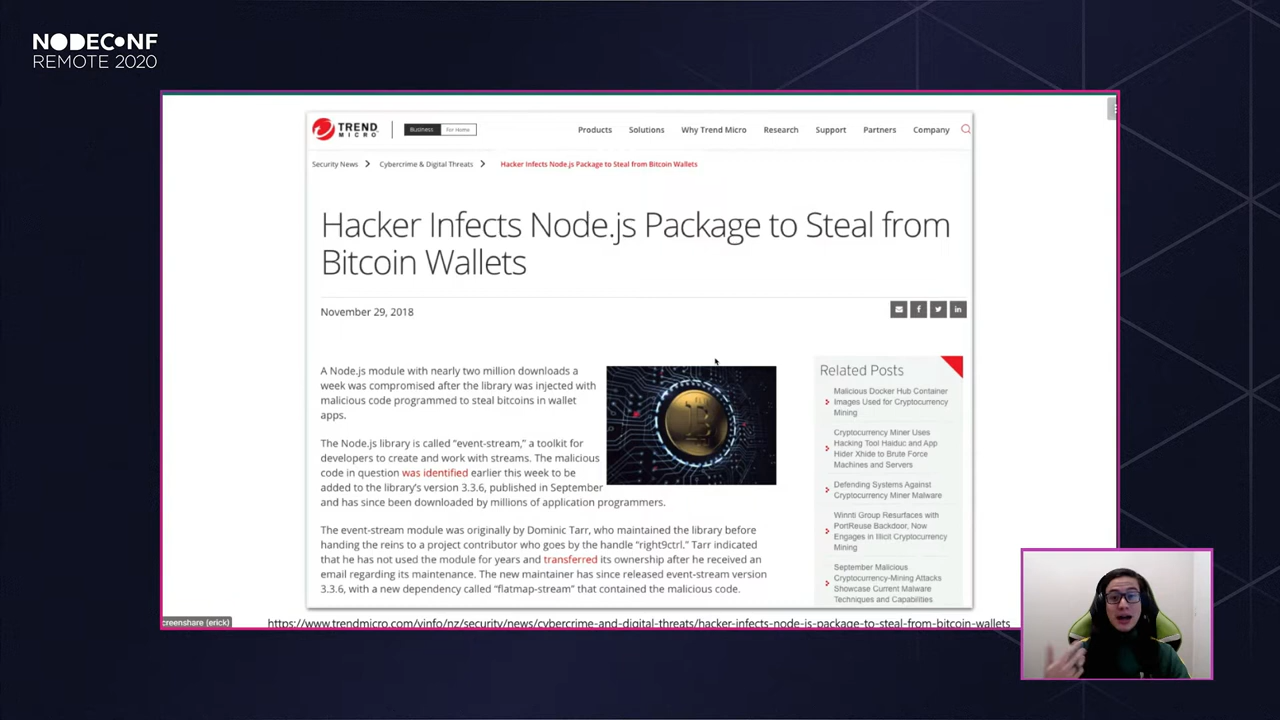 NODECONF
REMOTE 2020
TREND
MICRO
Business
For Home
Products
Solutions
Why Trend Micro
Research
Support
Partners
Company
Security News
Cybercrime & Digital Threats
Hacker Infects Node.js Package to Steal from Bitcoin Wallets
Hacker Infects Node.js Package to Steal from
Bitcoin Wallets
November 29, 2018
A Node.js module with nearly two million downloads a
week was compromised after the library was injected with
malicious code programmed to steal bitcoins in wallet
apps.
The Node.js library is called “event-stream,” a toolkit for
developers to create and work with streams. The malicious
code in question was identified earlier this week to be
added to the library's version 3.3.6, published in September
and has since been downloaded by millions of application programmers.
The event-stream module was originally by Dominic Tarr, who maintained the library before
handing the reins to a project contributor who goes by the handle “right9ctrl.” Tarr indicated
that he has not used the module for years and transferred its ownership after he received an
email regarding its maintenance. The new maintainer has since released event-stream version
3.3.6, with a new dependency called “flatmap-stream” that contained the malicious code.
Related Posts
Malicious Docker Hub Container
Images Used for Cryptocurrency
Mining
Cryptocurrency Miner Uses
Hacking Tool Haiduc and App
Hider Xhide to Brute Force
Machines and Servers
Defending Systems Against
Cryptocurrency Miner Malware
Winnti Group Resurfaces with
PortReuse Backdoor, Now
Engages in Illicit Cryptocurrency
Mining
September Malicious
Cryptocurrency-Mining Attacks
Showcase Current Malware
Techniques and Capabilities
creenshare (erick)
https://www.trendmicro.com/vinfo/nz/security/news/cybercrime-and-digital-threats/hacker-infects-node-js-package-to-steal-from-bitcoin-wallets